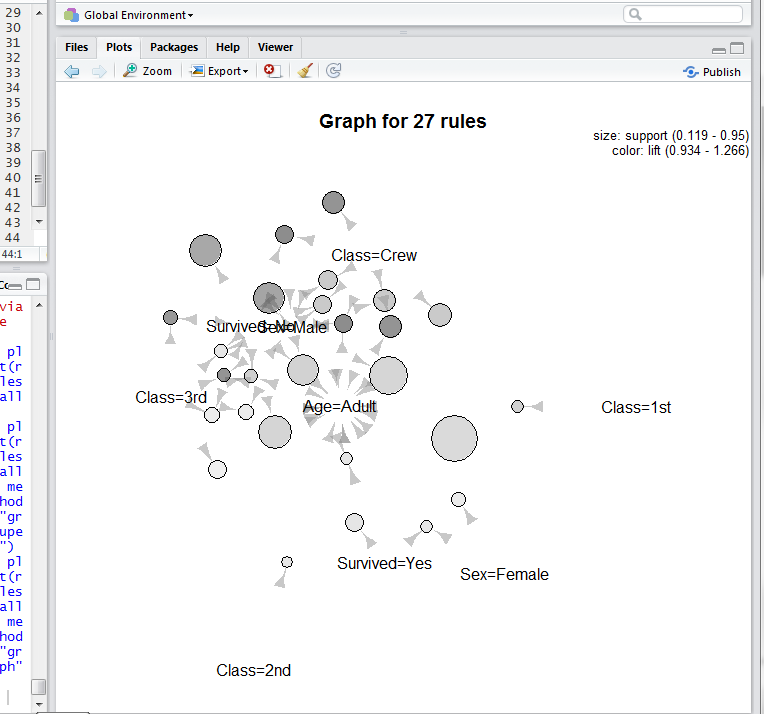 29
30
31
32
33
34
35
36
37
38
39
40
41
42
43
44
44:1
via
e
pl
t(r
les
all
pl
t(r
les
all
me
hod
"gr
upe
")
pl
t(r
les
all
me
hod
"gr
ph"
Global Environment
Files Plots Packages Help Viewer
Zoom Export Publish
Graph for 27 rules
size: support (0.119 - 0.95)
color: lift (0.934 - 1.266)
Class=Crew
Survived=No
Sex=Male
Class=3rd
Age=Adult
Class=1st
Survived=Yes
Sex=Female
Class=2nd